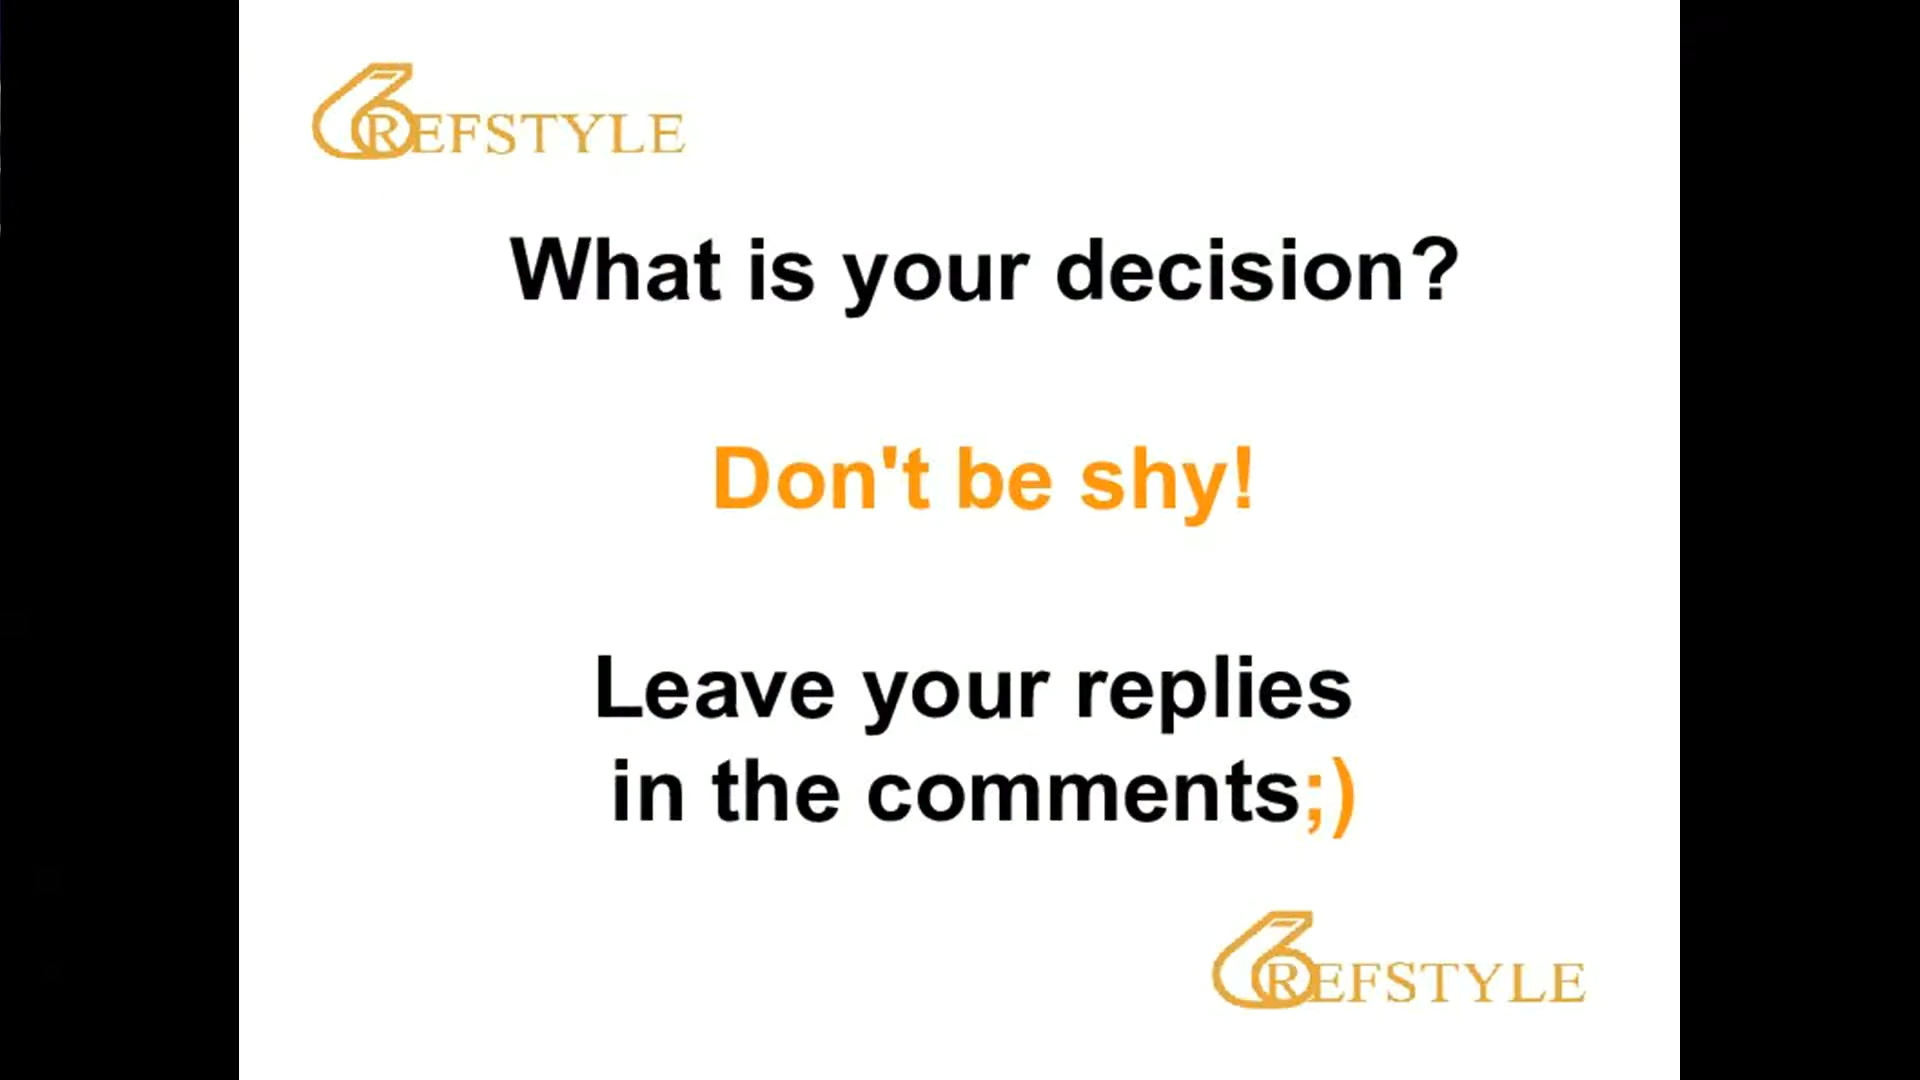 REFSTYLE
What is your decision?
Don't be shy!
Leave your replies
in the comments;)
REFSTYLE